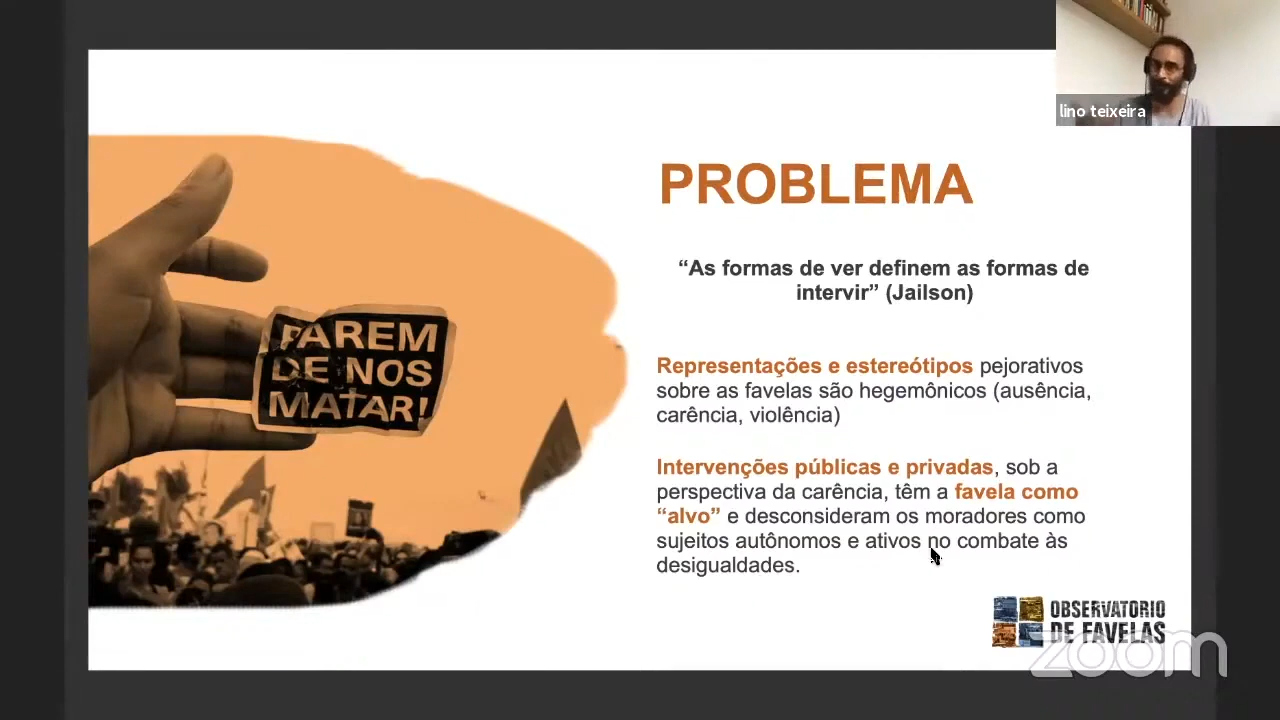 lino teixeira
PROBLEMA
“As formas de ver definem as formas de
intervir” (Jailson)
PAREM
DE NOS
MATAR!
Representações e estereótipos pejorativos
sobre as favelas são hegemônicos (ausência,
carência, violência)
Intervenções públicas e privadas, sob a
perspectiva da carência, têm a favela como
“alvo” e desconsideram os moradores como
sujeitos autônomos e ativos no combate às
desigualdades.
OBSERVATORIO
DE FAVELAS
zoom